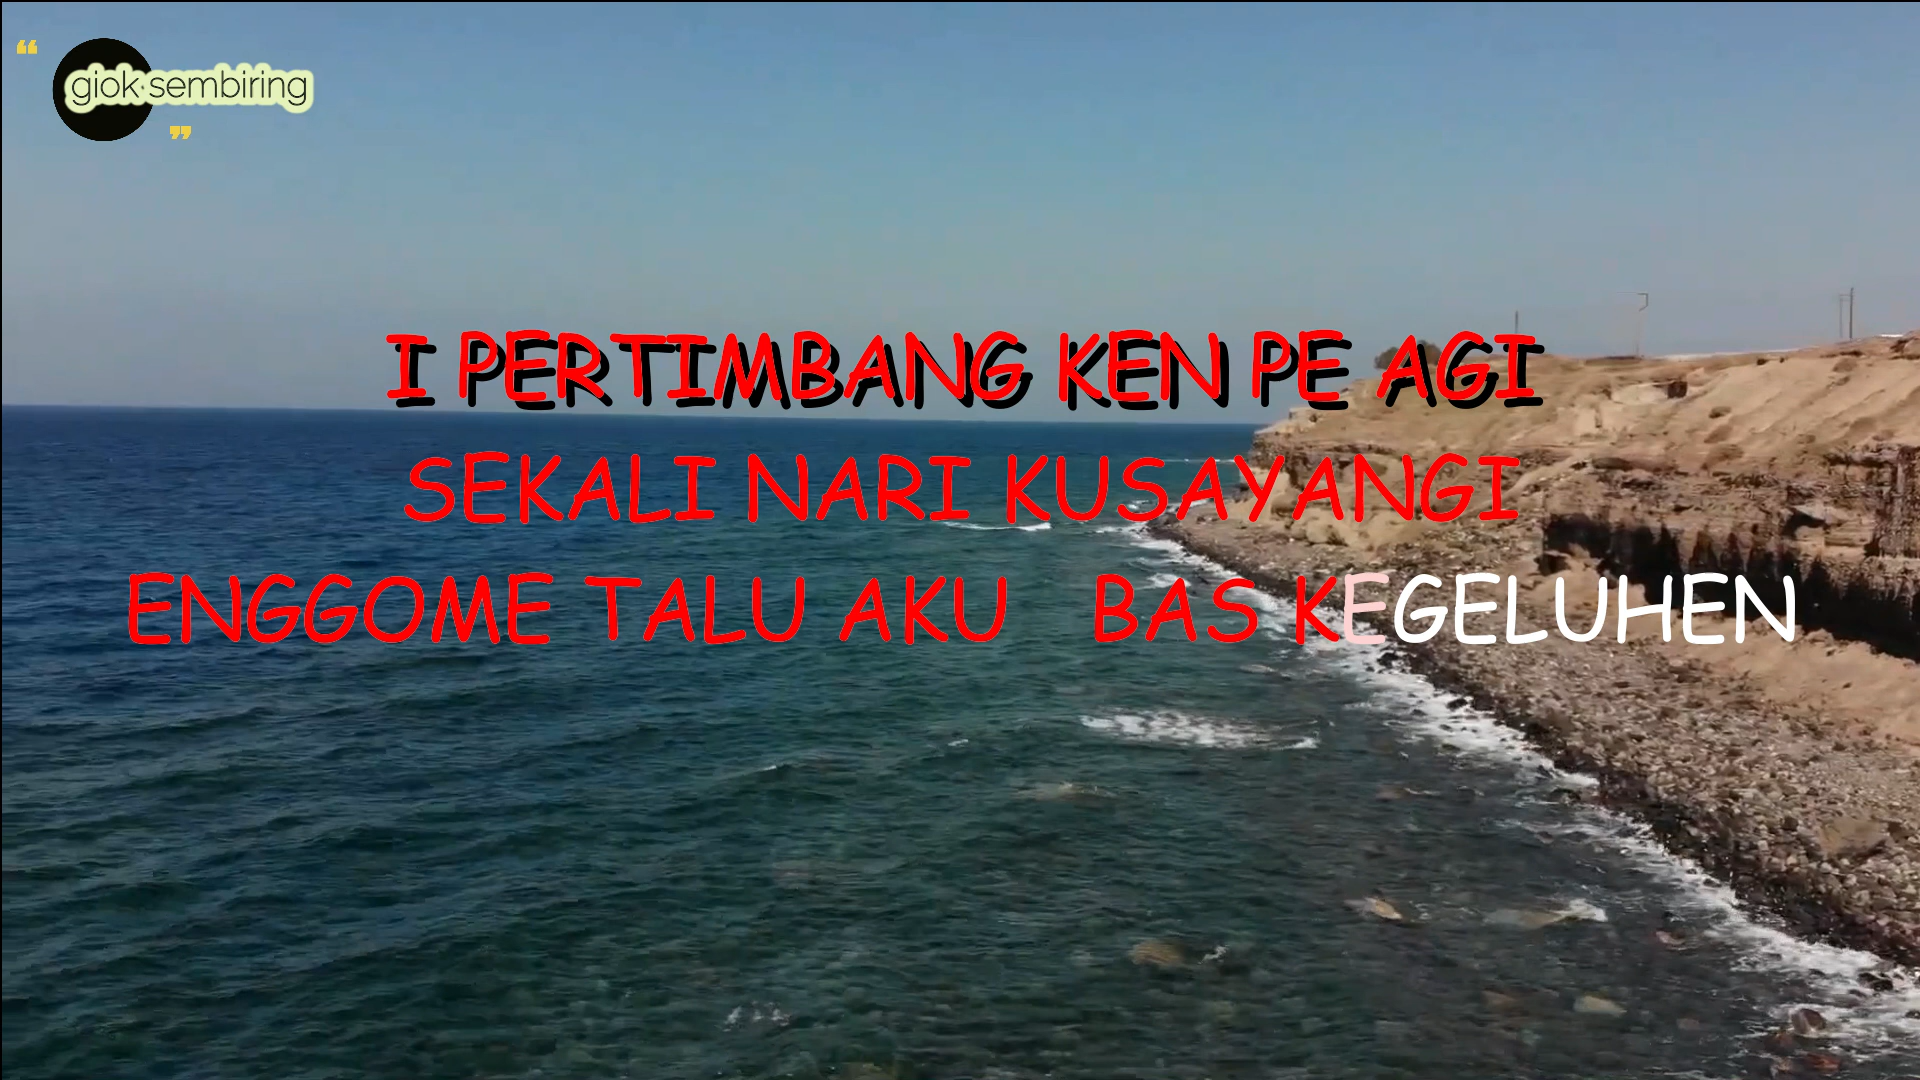 “
giok sembiring
”
I PERTIMBANG KEN PE AGI
SEKALI NARI KUSAYANGI
ENGGOME TALU AKU BAS KEGELUHEN